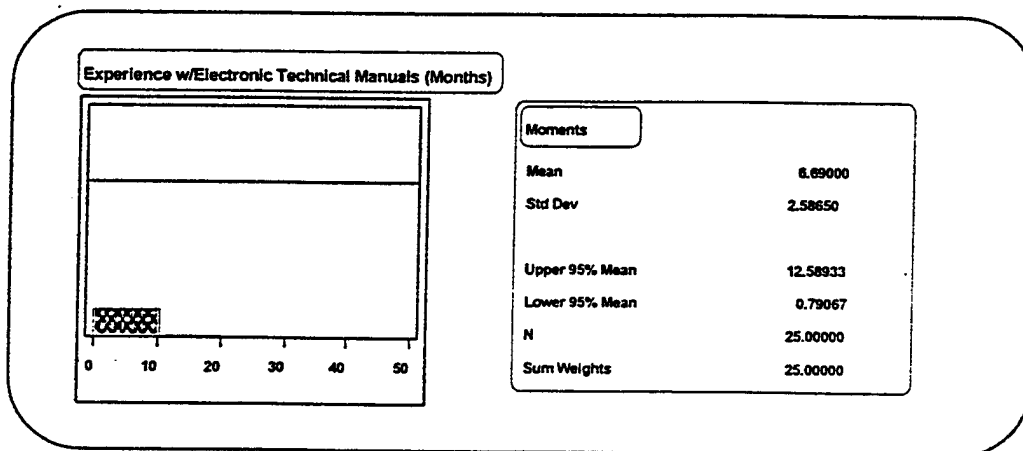 Experience w/Electronic Technical Manuals (Months)
0 10 20 30 40 50
Moments
Mean 6.69000
Std Dev 2.58650
Upper 95% Mean 12.58933
Lower 95% Mean 0.79067
N 25.00000
Sum Weights 25.00000